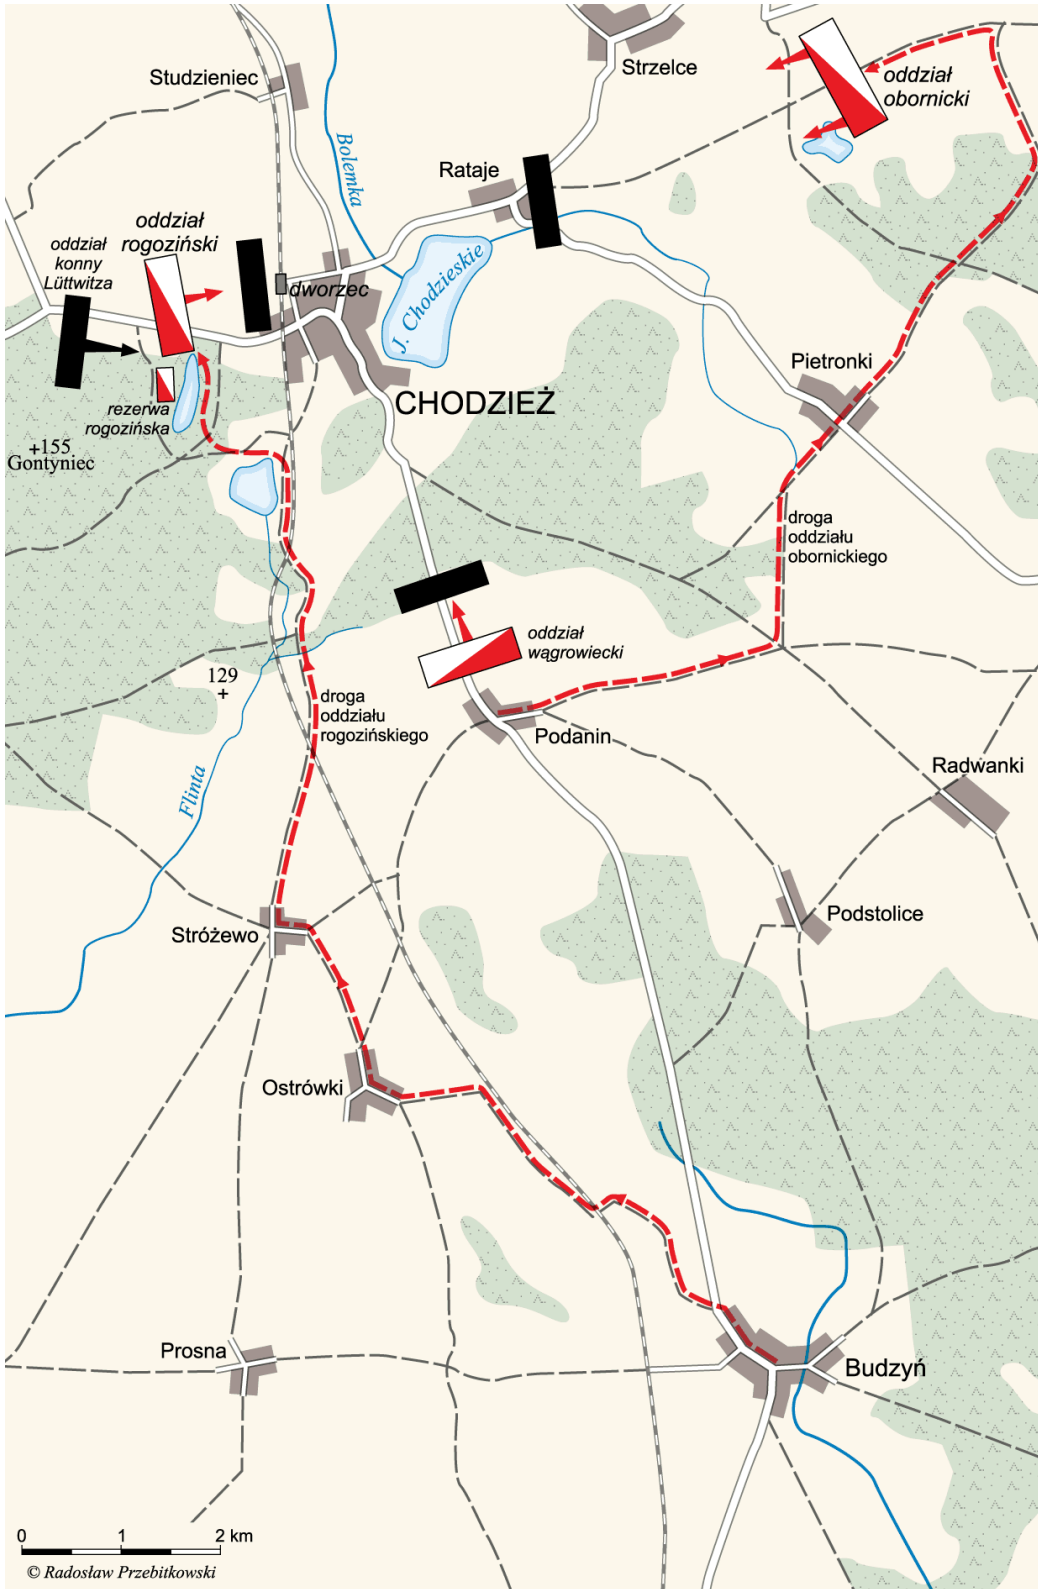 Strzelce
Studzieniec
oddział
obornicki
Bolemka
Rataje
oddział
rogoziński
oddział
konny
Lüttwitza
dworzec
J. Chodzieskie
Pietronki
CHODZIEŻ
rezerwa
rogozińska
+155
Gontyniec
droga
oddziału
obornickiego
oddział
wągrowiecki
129
+
droga
oddziału
rogozińskiego
Podanin
Flinta
Radwanki
Podstolice
Stróżewo
Ostrówki
Prosna
Budzyń
0 1 2 km
© Radosław Przebitkowski